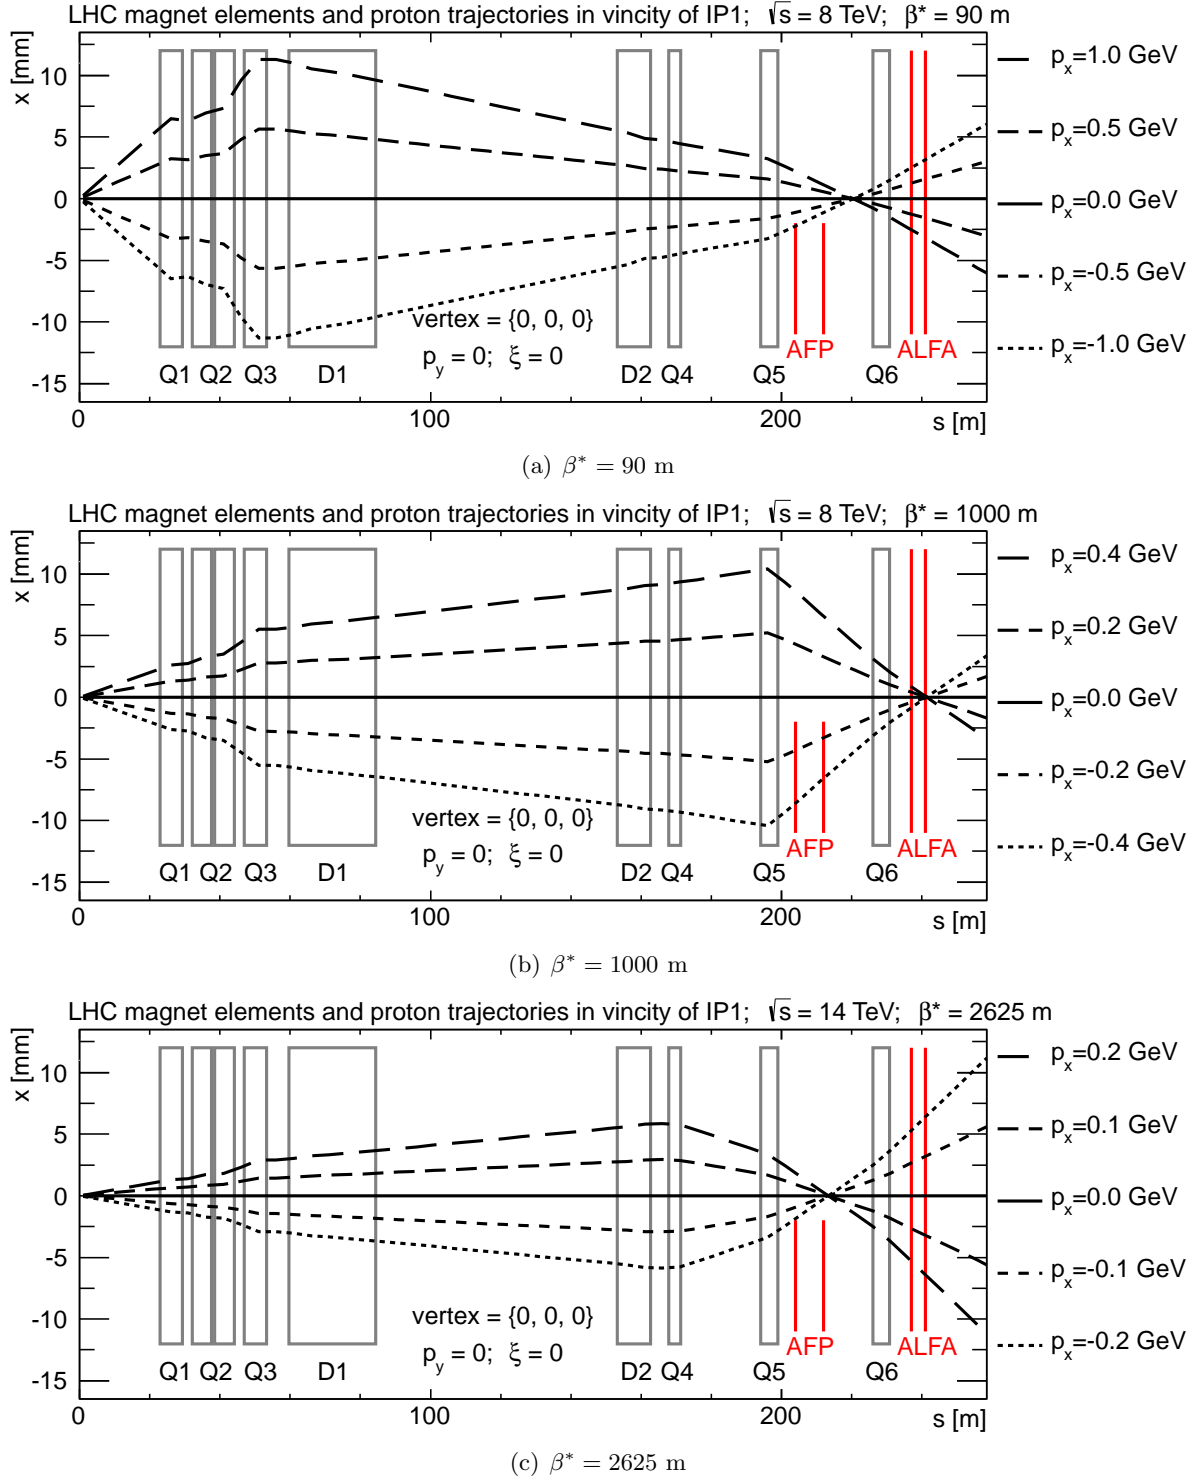 LHC magnet elements and proton trajectories in vincity of IP1; √s = 8 TeV; β* = 90 m
x [mm]
10
5
0
-5
-10
-15
vertex = {0, 0, 0}
p_y = 0; ξ = 0
AFP
ALFA
Q1 Q2 Q3 D1 D2 Q4 Q5 Q6
0 100 200 s [m]
p_x=1.0 GeV
p_x=0.5 GeV
p_x=0.0 GeV
p_x=-0.5 GeV
p_x=-1.0 GeV
(a) β* = 90 m
LHC magnet elements and proton trajectories in vincity of IP1; √s = 8 TeV; β* = 1000 m
x [mm]
10
5
0
-5
-10
-15
vertex = {0, 0, 0}
p_y = 0; ξ = 0
AFP
ALFA
Q1 Q2 Q3 D1 D2 Q4 Q5 Q6
0 100 200 s [m]
p_x=0.4 GeV
p_x=0.2 GeV
p_x=0.0 GeV
p_x=-0.2 GeV
p_x=-0.4 GeV
(b) β* = 1000 m
LHC magnet elements and proton trajectories in vincity of IP1; √s = 14 TeV; β* = 2625 m
x [mm]
10
5
0
-5
-10
-15
vertex = {0, 0, 0}
p_y = 0; ξ = 0
AFP
ALFA
Q1 Q2 Q3 D1 D2 Q4 Q5 Q6
0 100 200 s [m]
p_x=0.2 GeV
p_x=0.1 GeV
p_x=0.0 GeV
p_x=-0.1 GeV
p_x=-0.2 GeV
(c) β* = 2625 m